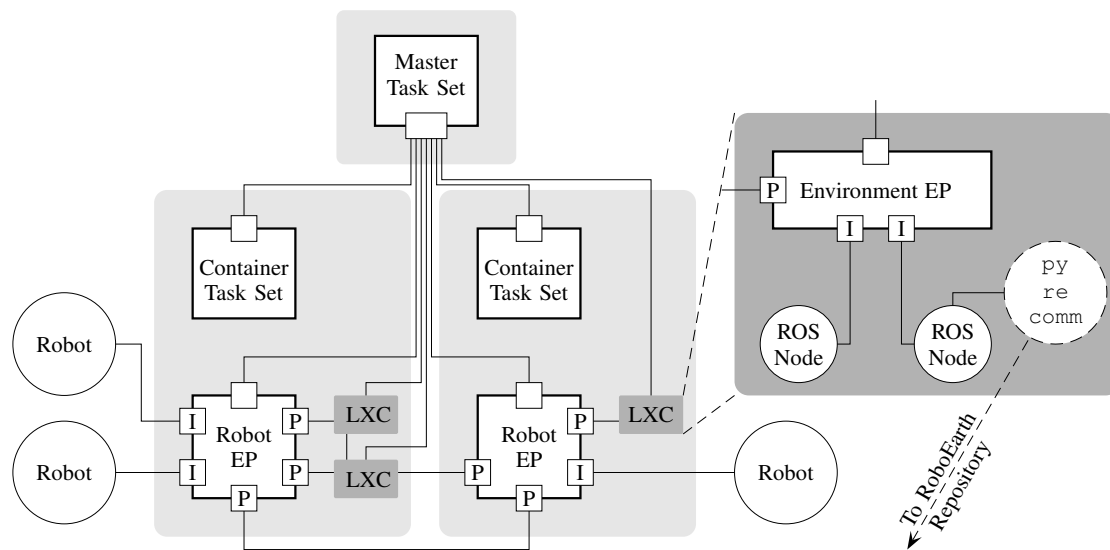 Master
Task Set
P
Environment EP
I
I
Container
Task Set
Container
Task Set
py
re
comm
Robot
ROS
Node
ROS
Node
I
Robot
EP
P
LXC
Robot
EP
P
LXC
Robot
I
P
LXC
P
I
Robot
P
P
To RoboEarth
Repository